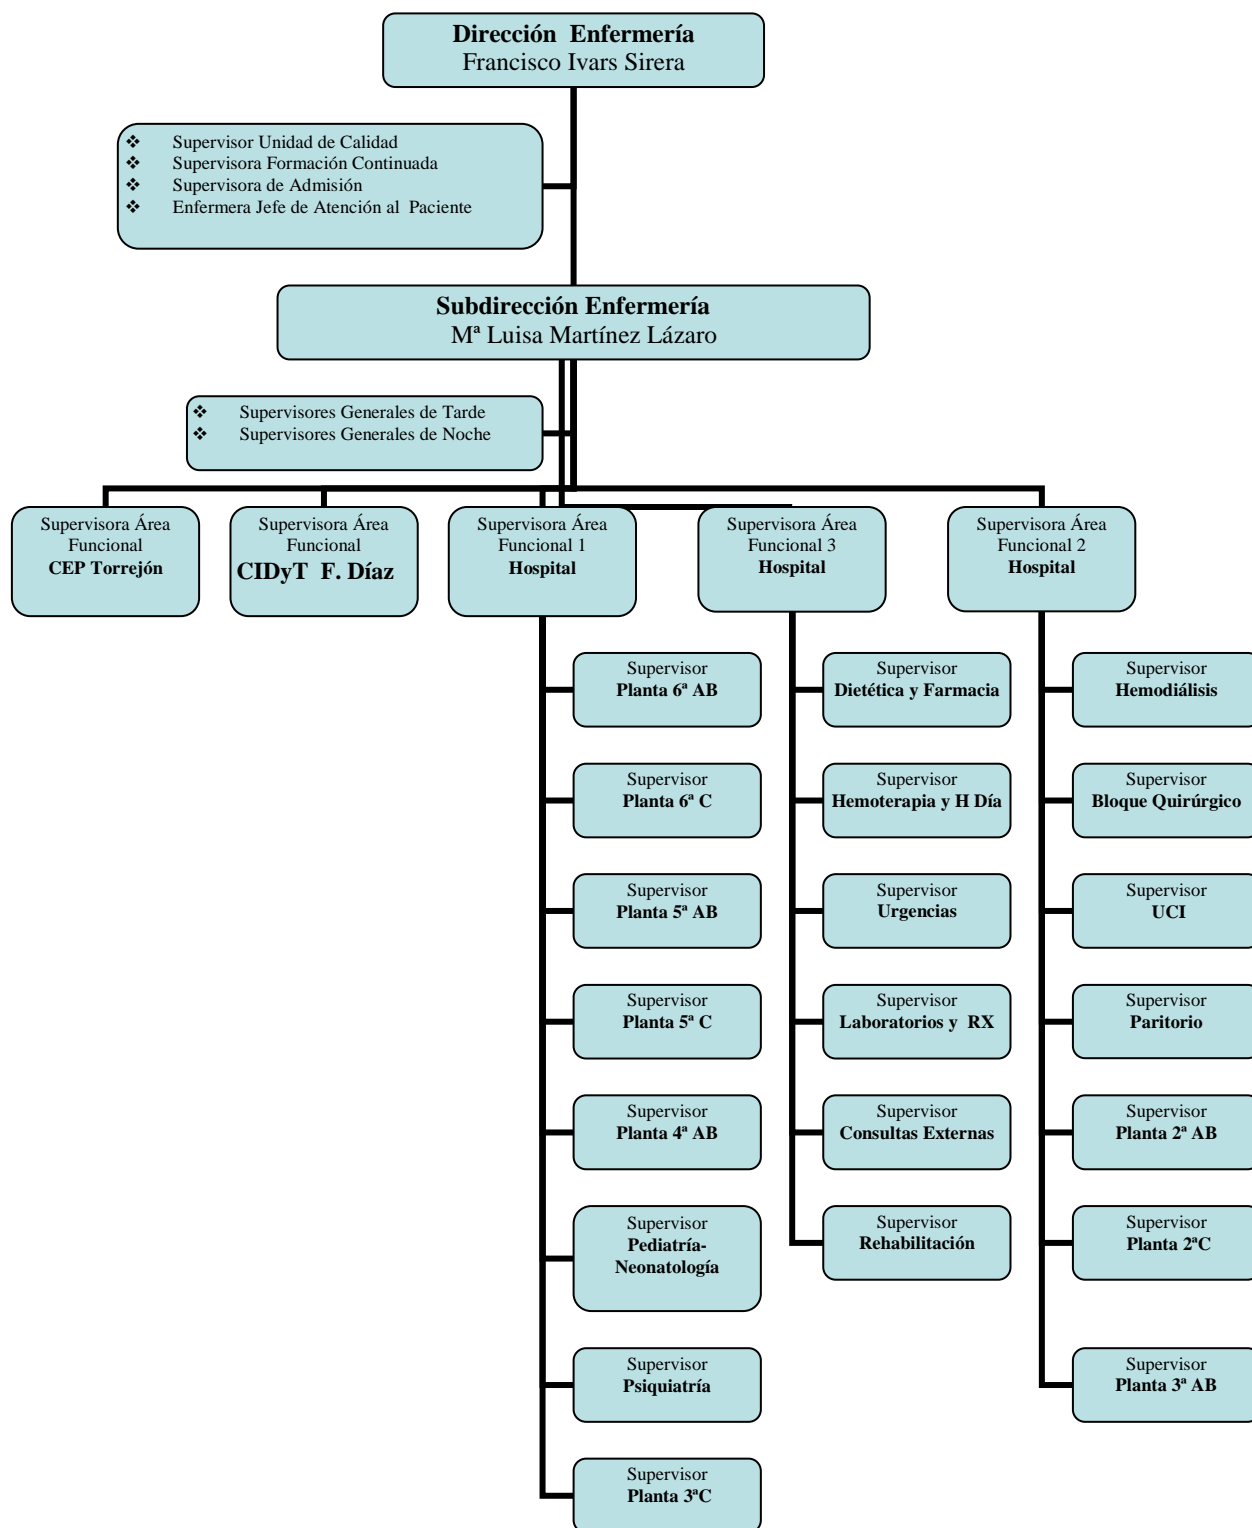 Dirección Enfermería
Francisco Ivars Sirera
Supervisor Unidad de Calidad
Supervisora Formación Continuada
Supervisora de Admisión
Enfermera Jefe de Atención al Paciente
Subdirección Enfermería
Mª Luisa Martínez Lázaro
Supervisores Generales de Tarde
Supervisores Generales de Noche
Supervisora Área
Funcional
CEP Torrejón
Supervisora Área
Funcional
CIDyT F. Díaz
Supervisora Área
Funcional 1
Hospital
Supervisora Área
Funcional 3
Hospital
Supervisora Área
Funcional 2
Hospital
Supervisor
Planta 6ª AB
Supervisor
Planta 6ª C
Supervisor
Planta 5ª AB
Supervisor
Planta 5ª C
Supervisor
Planta 4ª AB
Supervisor
Pediatría-
Neonatología
Supervisor
Psiquiatría
Supervisor
Planta 3ªC
Supervisor
Dietética y Farmacia
Supervisor
Hemoterapia y H Día
Supervisor
Urgencias
Supervisor
Laboratorios y RX
Supervisor
Consultas Externas
Supervisor
Rehabilitación
Supervisor
Hemodiálisis
Supervisor
Bloque Quirúrgico
Supervisor
UCI
Supervisor
Paritorio
Supervisor
Planta 2ª AB
Supervisor
Planta 2ªC
Supervisor
Planta 3ª AB